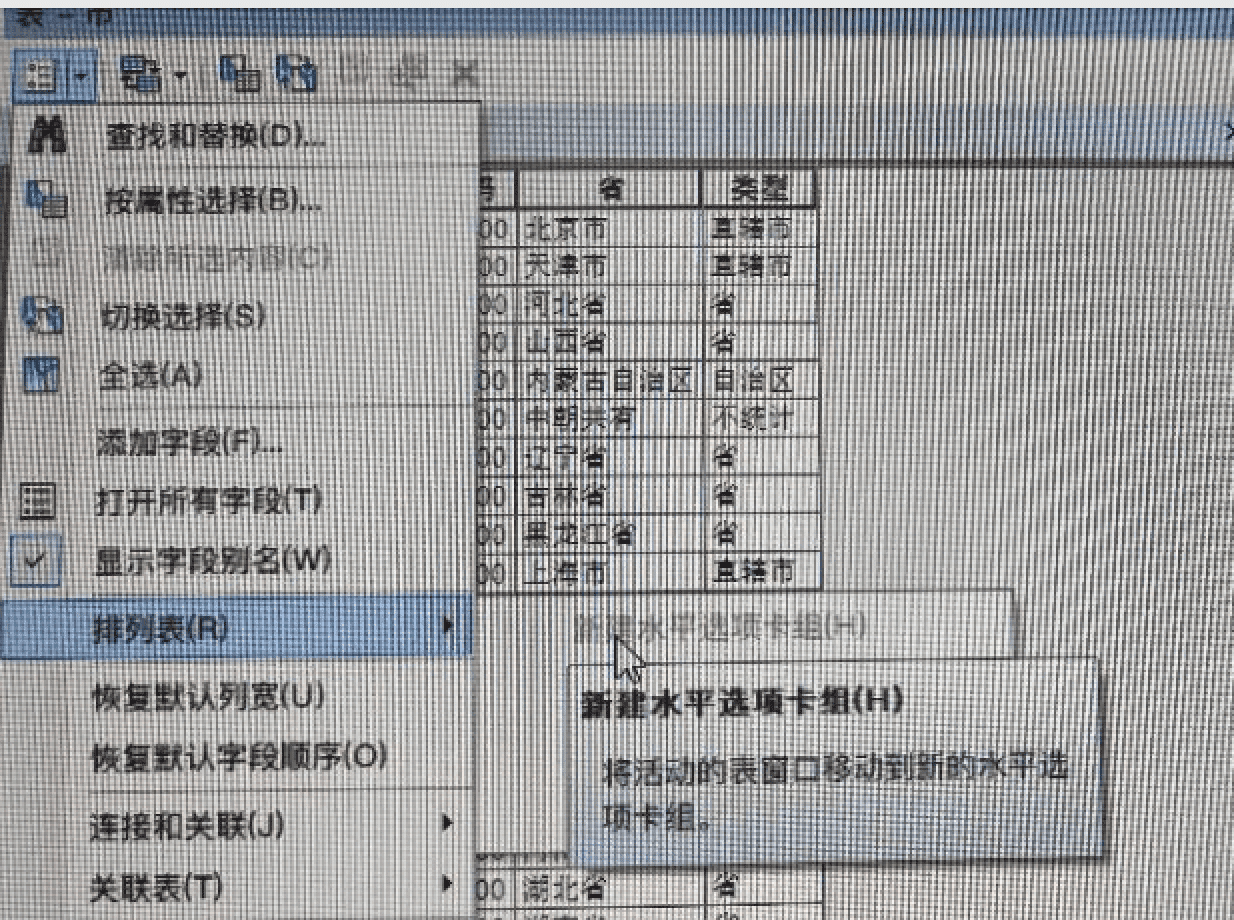 表 - 市
查找和替换(D)...
按属性选择(B)...
清除所选内容(C)
切换选择(S)
全选(A)
添加字段(F)...
打开所有字段(T)
显示字段别名(W)
排列表(R)
恢复默认列宽(U)
恢复默认字段顺序(O)
连接和关联(J)
关联表(T)
码 省 类型
00 北京市 直辖市
00 天津市 直辖市
00 河北省 省
00 山西省 省
00 内蒙古自治区 自治区
00 中朝共有 不统计
00 辽宁省 省
00 吉林省 省
00 黑龙江省 省
00 上海市 直辖市
新建水平选项卡组(H)
新建水平选项卡组(H)
将活动的表窗口移动到新的水平选
项卡组。
00 湖北省 省